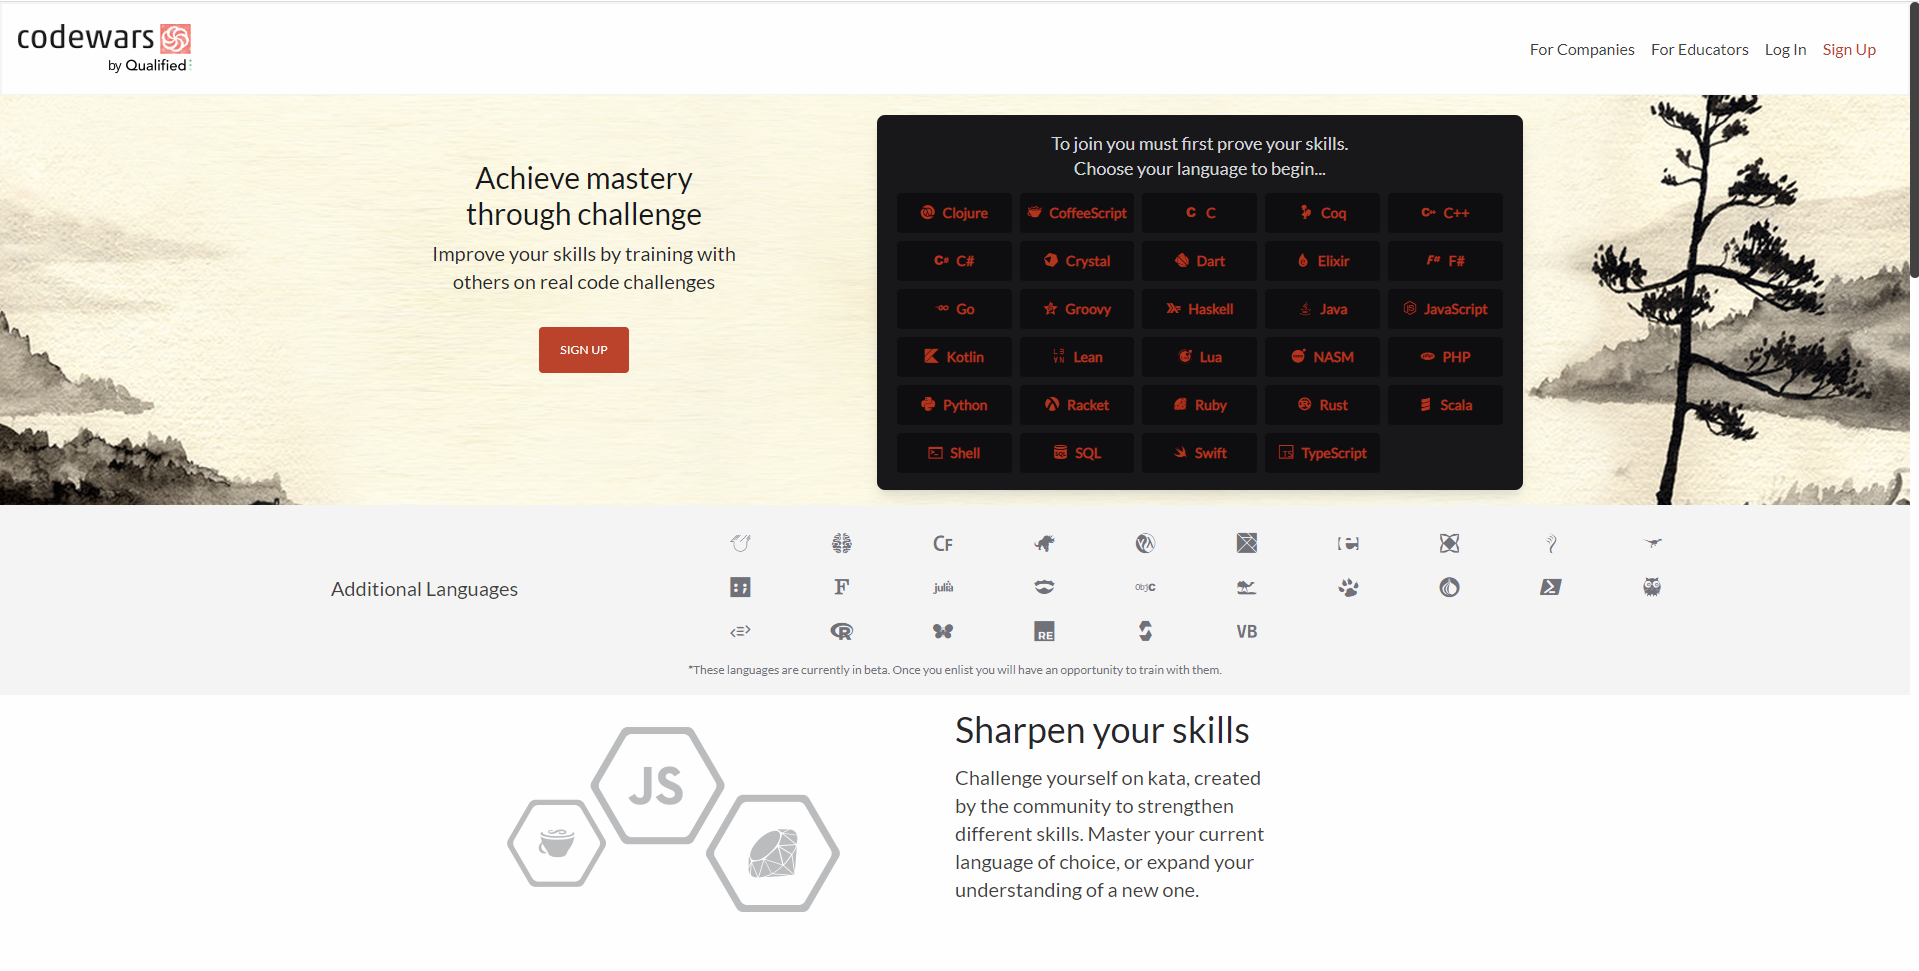 codewars
by Qualified
For Companies
For Educators
Log In
Sign Up
Achieve mastery
through challenge
Improve your skills by training with
others on real code challenges
SIGN UP
To join you must first prove your skills.
Choose your language to begin...
Clojure
CoffeeScript
C
Coq
C++
C#
Crystal
Dart
Elixir
F#
Go
Groovy
Haskell
Java
JavaScript
Kotlin
Lean
Lua
NASM
PHP
Python
Racket
Ruby
Rust
Scala
Shell
SQL
Swift
TypeScript
Additional Languages
CF
F
julia
ObjC
R
RE
VB
*These languages are currently in beta. Once you enlist you will have an opportunity to train with them.
JS
Sharpen your skills
Challenge yourself on kata, created
by the community to strengthen
different skills. Master your current
language of choice, or expand your
understanding of a new one.